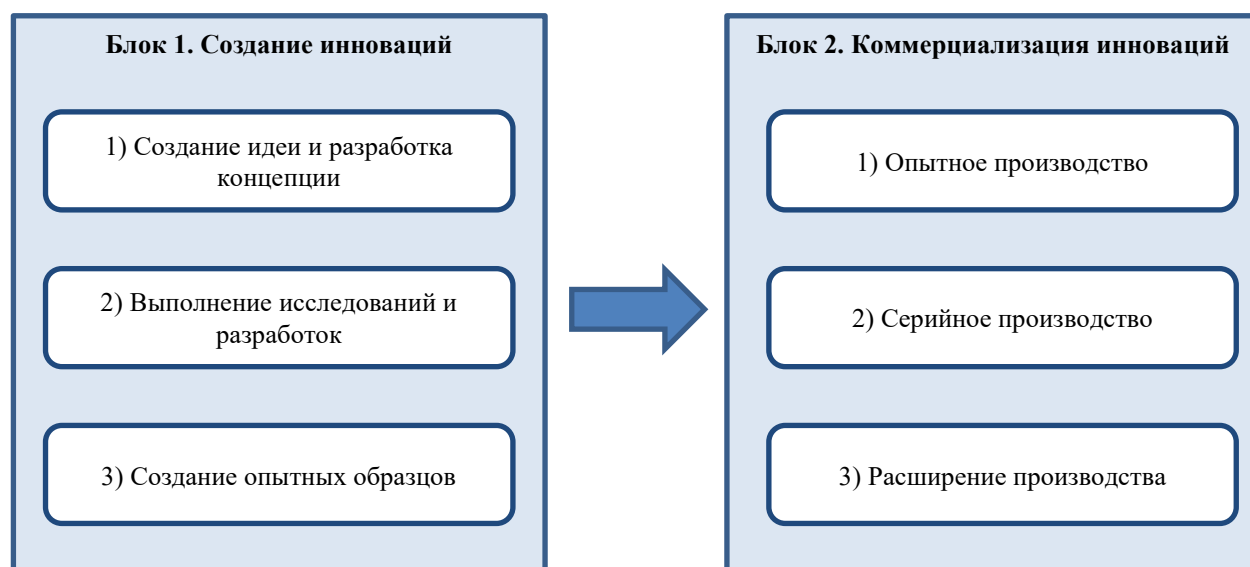 Блок 1. Создание инноваций
1) Создание идеи и разработка
концепции
2) Выполнение исследований и
разработок
3) Создание опытных образцов
Блок 2. Коммерциализация инноваций
1) Опытное производство
2) Серийное производство
3) Расширение производства